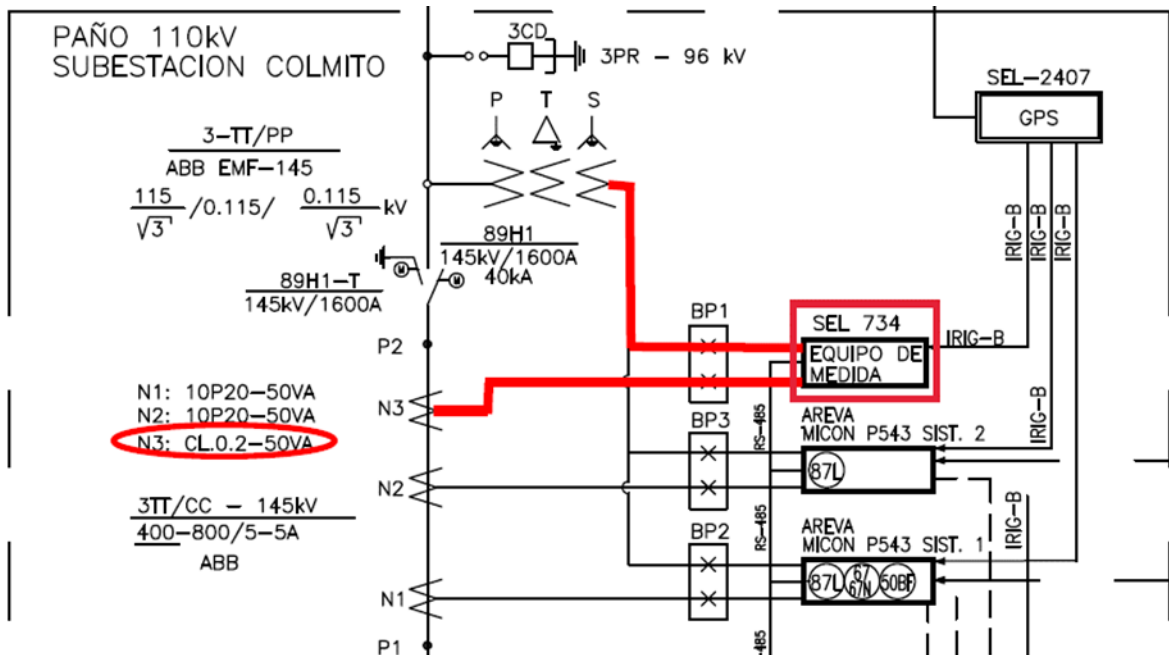 PAÑO 110kV
SUBESTACION COLMITO
3CD
3PR - 96 kV
P T S
3-TT/PP
ABB EMF-145
115
√3
/0.115/
0.115
√3
kV
89H1
145kV/1600A
40kA
M
M
89H1-T
145kV/1600A
SEL-2407
GPS
IRIG-B
IRIG-B
IRIG-B
BP1
SEL 734
EQUIPO DE
MEDIDA
IRIG-B
P2
N1: 10P20-50VA
N2: 10P20-50VA
N3: CL.0.2-50VA
N3
RS-485
IRIG-B
BP3
AREVA
MICON P543 SIST. 2
87L
N2
3TT/CC - 145kV
400-800/5-5A
ABB
RS-485
IRIG-B
BP2
AREVA
MICON P543 SIST. 1
87L
67
67N
50BF
N1
P1
-485